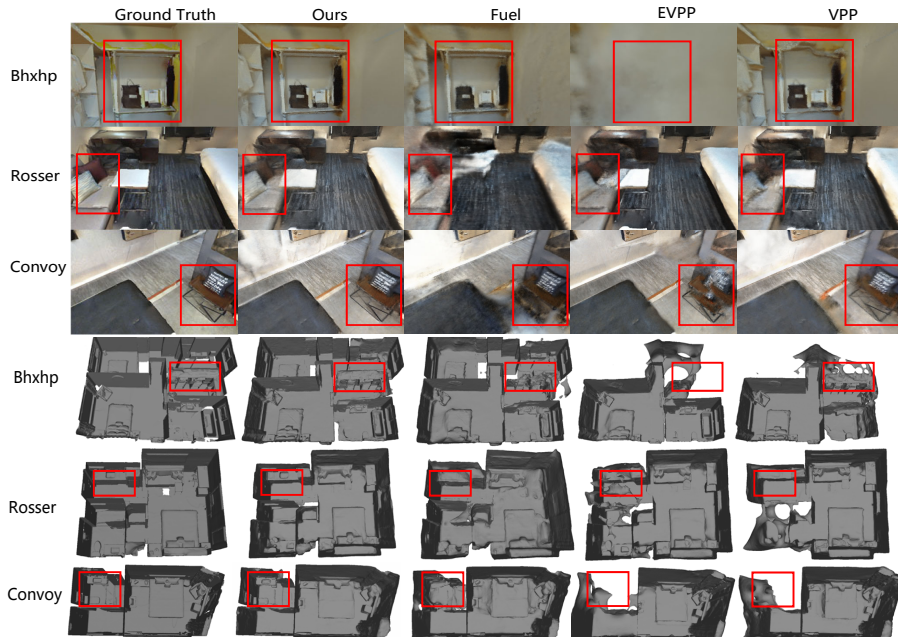 Ground Truth Ours Fuel EVPP VPP
Bhxhp
Rosser
Convoy
Bhxhp
Rosser
Convoy